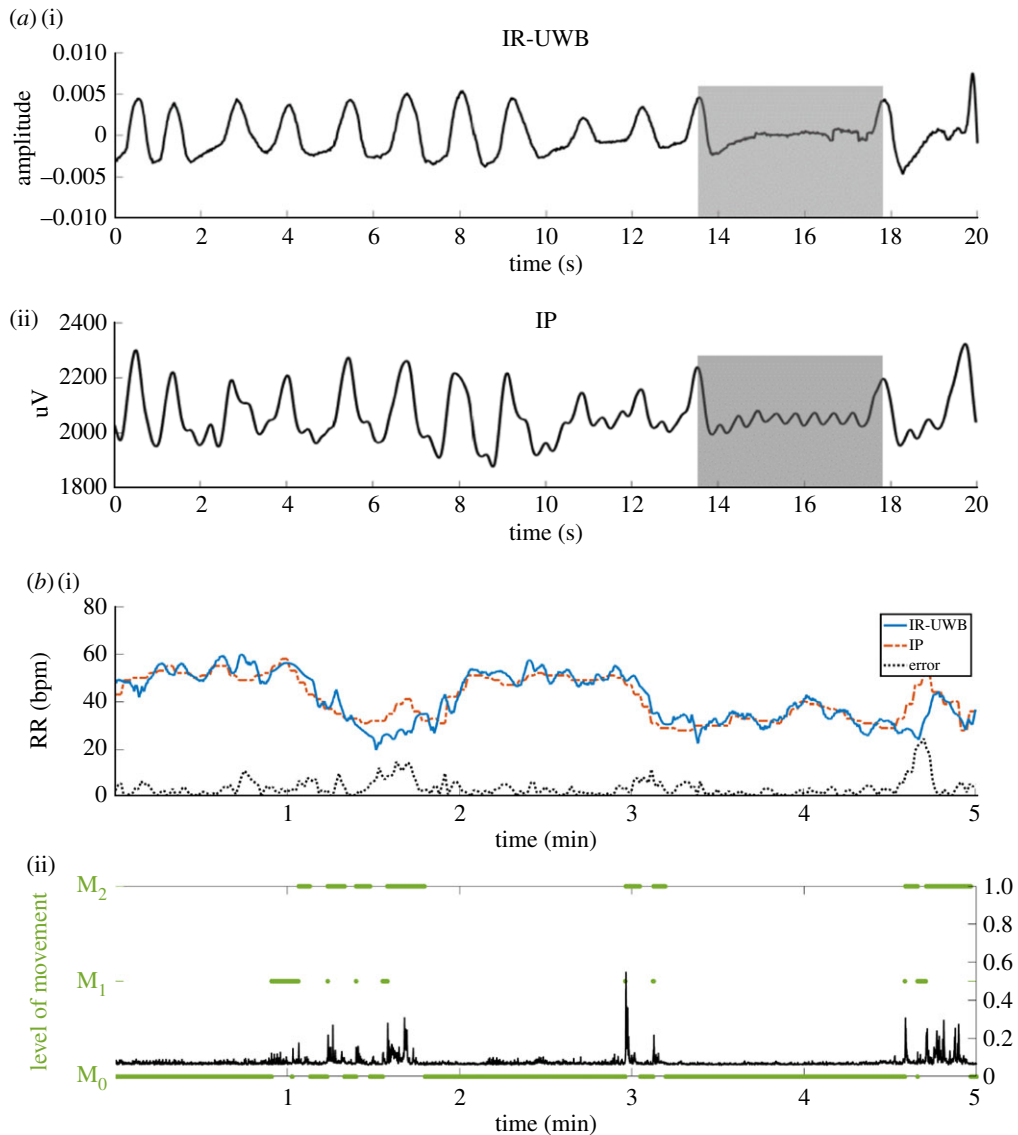 (a) (i)
IR-UWB
0.010
0.005
0
−0.005
−0.010
amplitude
0 2 4 6 8 10 12 14 16 18 20
time (s)
(ii)
IP
2400
2200
2000
1800
uV
0 2 4 6 8 10 12 14 16 18 20
time (s)
(b) (i)
80
60
40
20
0
RR (bpm)
IR-UWB
IP
error
1 2 3 4 5
time (min)
(ii)
M2
M1
M0
level of movement
1.0
0.8
0.6
0.4
0.2
0
1 2 3 4 5
time (min)